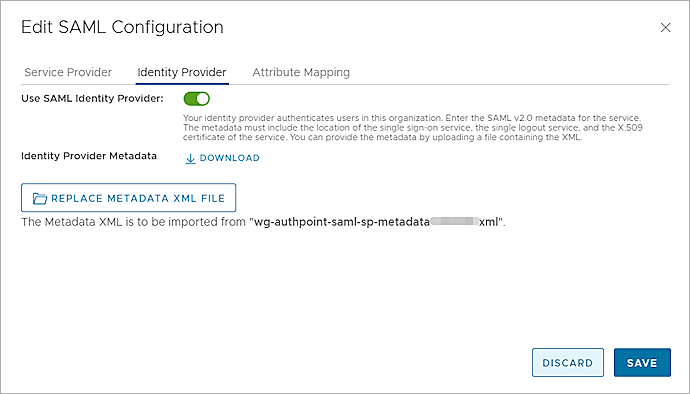 Edit SAML Configuration
Service Provider Identity Provider Attribute Mapping
Use SAML Identity Provider:
Your identity provider authenticates users in this organization. Enter the SAML v2.0 metadata for the service.
The metadata must include the location of the single sign-on service, the single logout service, and the X.509
certificate of the service. You can provide the metadata by uploading a file containing the XML.
Identity Provider Metadata DOWNLOAD
REPLACE METADATA XML FILE
The Metadata XML is to be imported from "wg-authpoint-saml-sp-metadata xml".
DISCARD SAVE